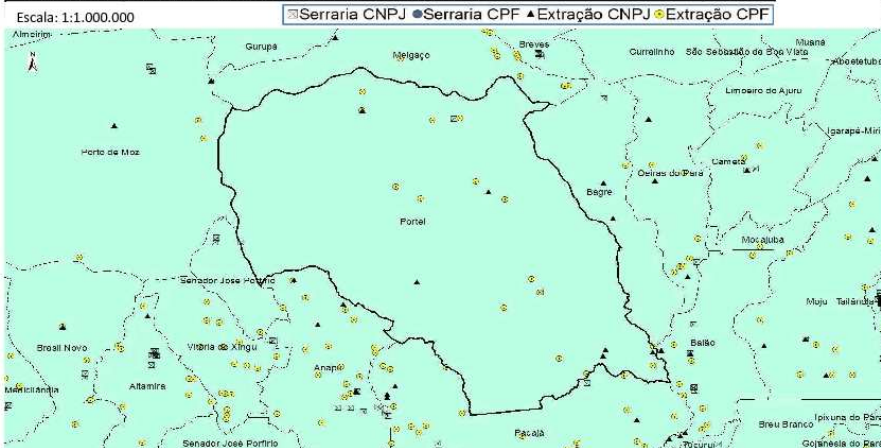 Escala: 1:1.000.000
Serraria CNPJ Serraria CPF Extração CNPJ Extração CPF
Almeirim
Gurupá
Melgaço
Breves
Curralinho
São Sebastião da Boa Vista
Muaná
Abaetetuba
N
Limoeiro do Ajuru
Igarapé-Miri
Porto de Moz
Cametá
Oeiras do Pará
Bagre
Portel
Mocajuba
Senador José Porfírio
Muju
Tailândia
Brasil Novo
Vitória do Xingu
Baião
Anapu
Medicilândia
Altamira
Breu Branco
Ipixuna do Pará
Senador José Porfírio
Pacajá
Tucuruí
Goianésia do Pará